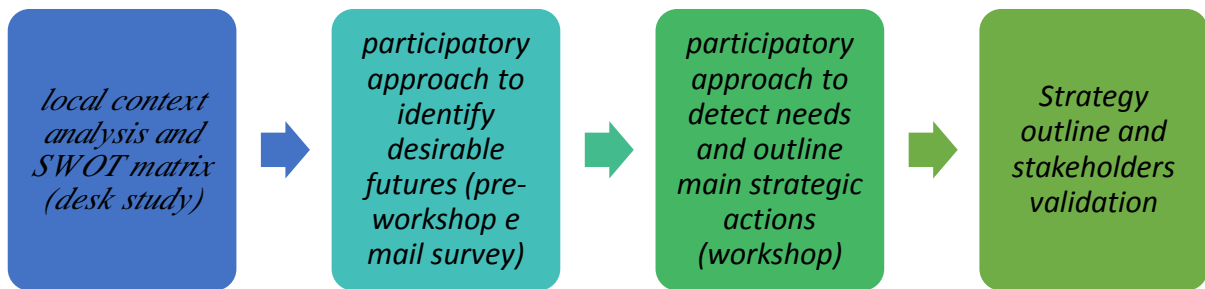 local context
analysis and
SWOT matrix
(desk study)
participatory
approach to
identify
desirable
futures (pre-
workshop e
mail survey)
participatory
approach to
detect needs
and outline
main strategic
actions
(workshop)
Strategy
outline and
stakeholders
validation